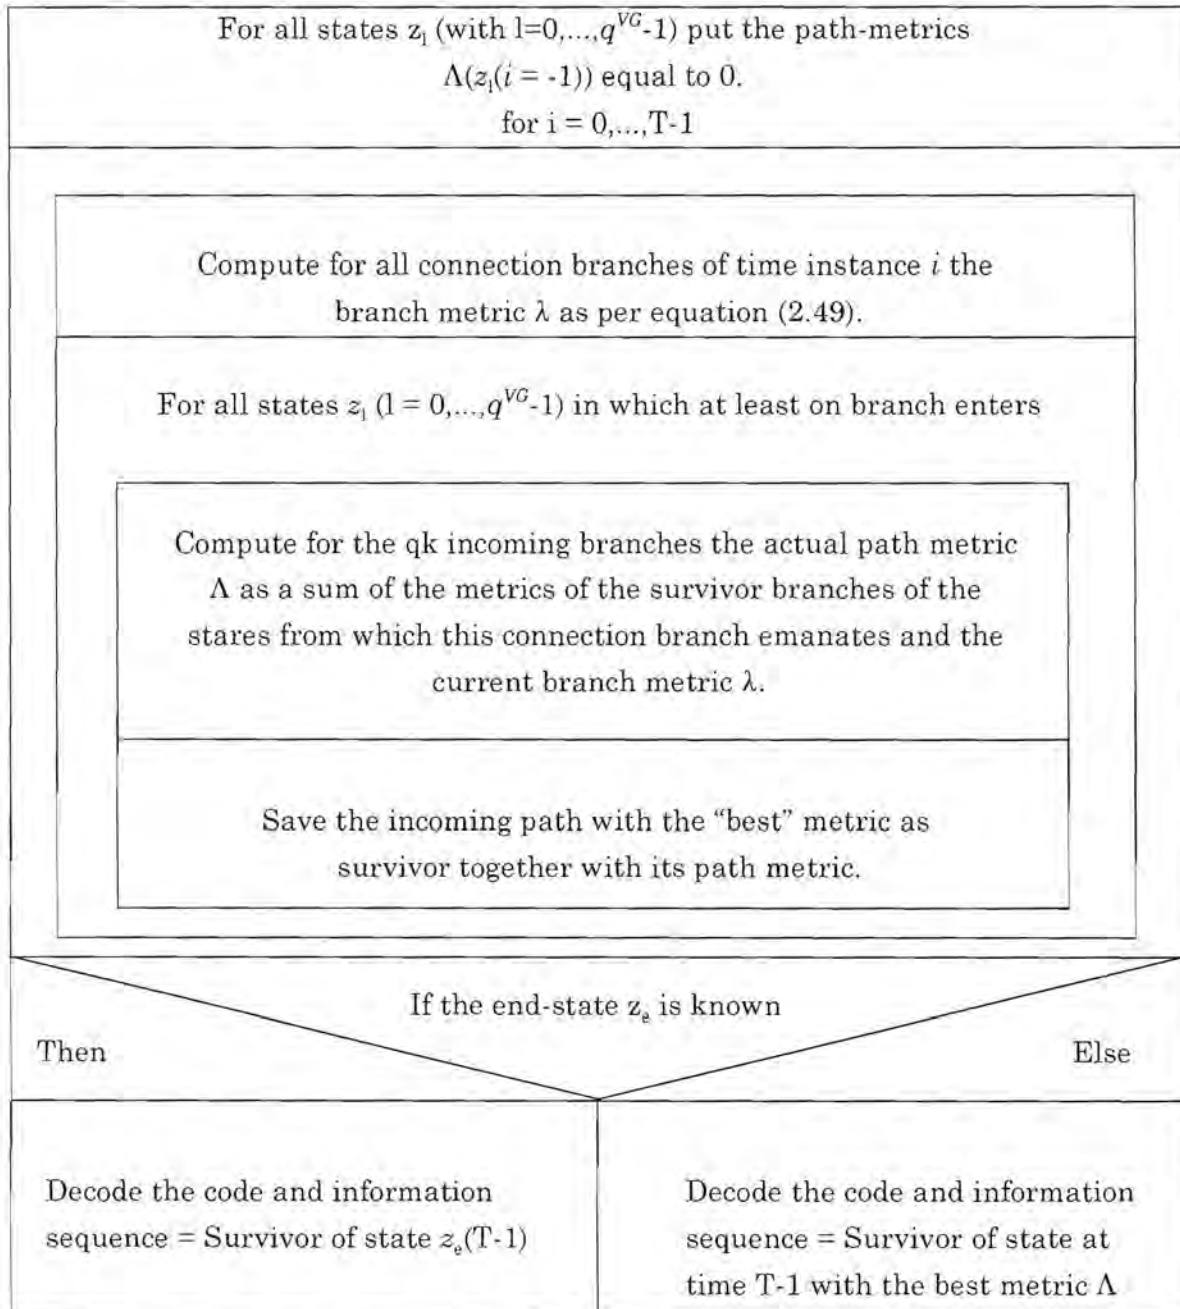 For all states z_l (with l=0,...,q^{VG}-1) put the path-metrics
Λ(z_l(i = -1)) equal to 0.
for i = 0,...,T-1
Compute for all connection branches of time instance i the
branch metric λ as per equation (2.49).
For all states z_l (l = 0,...,q^{VG}-1) in which at least on branch enters
Compute for the qk incoming branches the actual path metric
Λ as a sum of the metrics of the survivor branches of the
stares from which this connection branch emanates and the
current branch metric λ.
Save the incoming path with the “best” metric as
survivor together with its path metric.
If the end-state z_e is known
Then
Else
Decode the code and information
sequence = Survivor of state z_e(T-1)
Decode the code and information
sequence = Survivor of state at
time T-1 with the best metric Λ